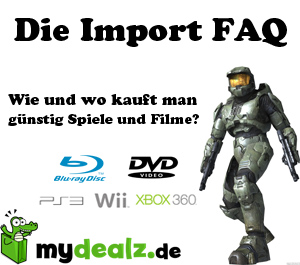 Die Import FAQ
Wie und wo kauft man
günstig Spiele und Filme?
Blu-ray Disc DVD
VIDEO
PS3 Wii XBOX 360
mydealz.de